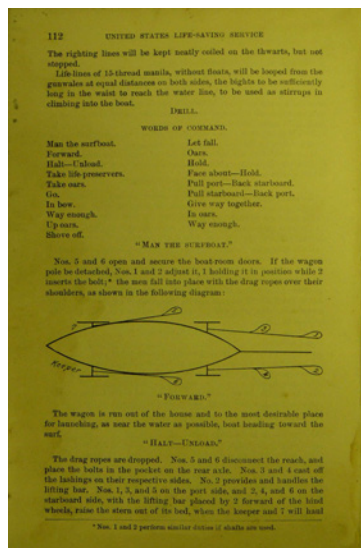 112 UNITED STATES LIFE-SAVING SERVICE
The righting lines will be kept neatly coiled on the thwarts, but not
stopped.
Life-lines of 15-thread manila, without floats, will be looped from the
gunwales at equal distances on both sides, the bights to be sufficiently
long in the waist to reach the water line, to be used as stirrups in
climbing into the boat.
DRILL.
WORDS OF COMMAND.
Man the surfboat. Let fall.
Forward. Oars.
Halt—Unload. Hold.
Take life-preservers. Face about—Hold.
Take oars. Pull port—Back starboard.
Go. Pull starboard—Back port.
In bow. Give way together.
Way enough. In oars.
Up oars. Way enough.
Shove off.
"MAN THE SURFBOAT."
Nos. 5 and 6 open and secure the boat-room doors. If the wagon
pole be detached, Nos. 1 and 2 adjust it, 1 holding it in position while 2
inserts the bolt;* the men fall into place with the drag ropes over their
shoulders, as shown in the following diagram:
Keeper
"FORWARD."
The wagon is run out of the house and to the most desirable place
for launching, as near the water as possible, boat heading toward the
surf.
"HALT—UNLOAD."
The drag ropes are dropped. Nos. 5 and 6 disconnect the reach, and
place the bolts in the pocket on the rear axle. Nos. 3 and 4 cast off
the lashings on their respective sides. No. 2 provides and handles the
lifting bar. Nos. 1, 3, and 5 on the port side, and 2, 4, and 6 on the
starboard side, with the lifting bar placed by 2 forward of the hind
wheels, raise the stern out of its bed, when the keeper and 7 will haul
*Nos. 1 and 2 perform similar duties if shafts are used.